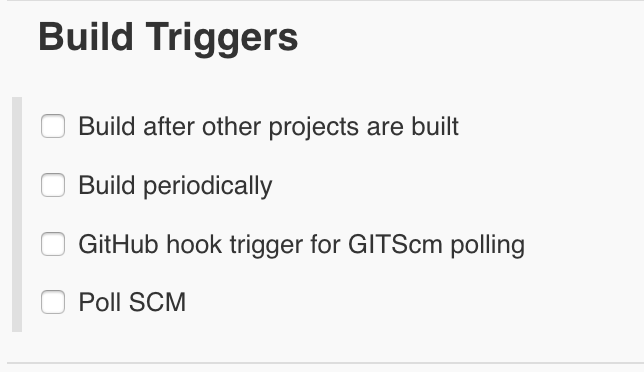 Build Triggers
Build after other projects are built
Build periodically
GitHub hook trigger for GITScm polling
Poll SCM